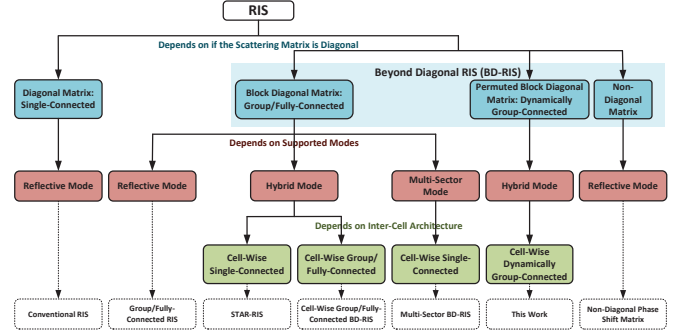 RIS
Depends on if the Scattering Matrix is Diagonal
Beyond Diagonal RIS (BD-RIS)
Diagonal Matrix:
Single-Connected
Block Diagonal Matrix:
Group/Fully-Connected
Permuted Block Diagonal
Matrix: Dynamically
Group-Connected
Non-
Diagonal
Matrix
Depends on Supported Modes
Reflective Mode
Reflective Mode
Hybrid Mode
Multi-Sector
Mode
Hybrid Mode
Reflective Mode
Depends on Inter-Cell Architecture
Cell-Wise
Single-Connected
Cell-Wise Group/
Fully-Connected
Cell-Wise Single-
Connected
Cell-Wise
Dynamically
Group-Connected
Conventional RIS
Group/Fully-
Connected RIS
STAR-RIS
Cell-Wise Group/Fully-
Connected BD-RIS
Multi-Sector BD-RIS
This Work
Non-Diagonal Phase
Shift Matrix